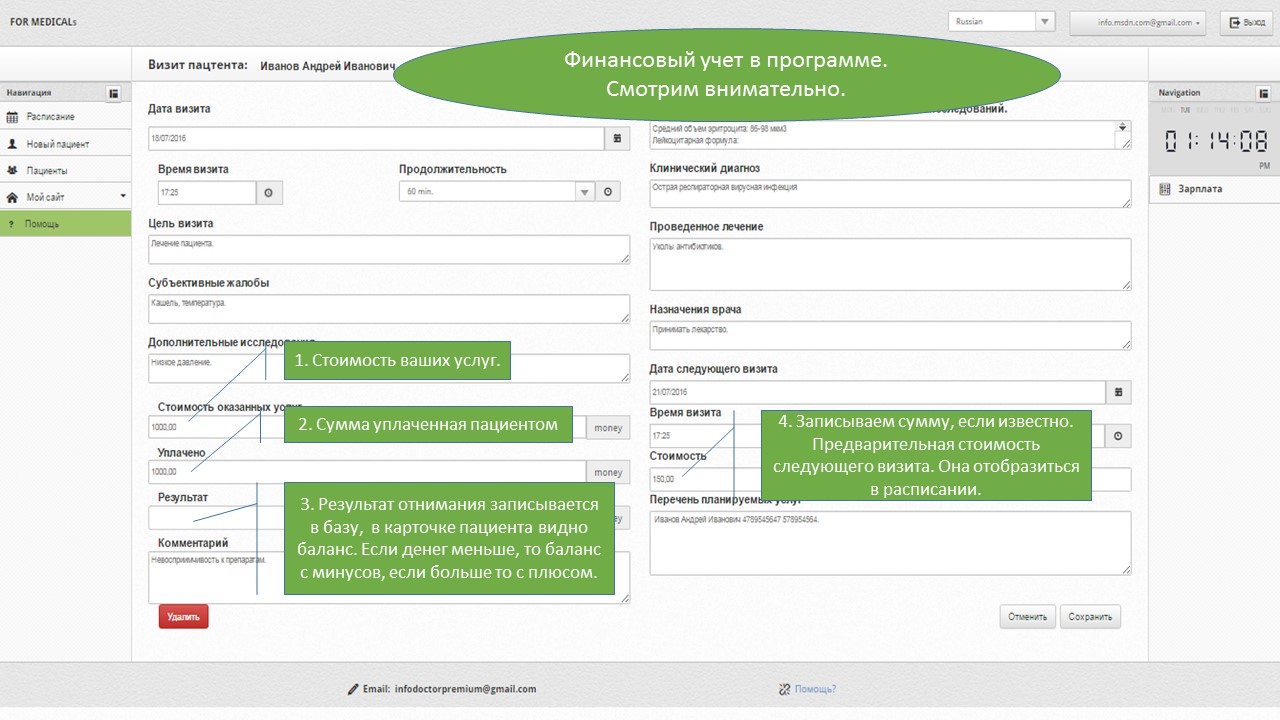 FOR MEDICALs
Russian
info.msdn.com@gmail.com
Выход
Финансовый учет в программе.
Смотрим внимательно.
Визит пацтента: Иванов Андрей Иванович
Навигация
Расписание
Новый пациент
Пациенты
Мой сайт
? Помощь
Дата визита
18/07/2016
Время визита
Продолжительность
17:25
60 min.
Цель визита
Лечение пациента.
Субъективные жалобы
Кашель, температура.
Дополнительные исследования
Низкое давление.
1. Стоимость ваших услуг.
Стоимость оказанных услуг
1000,00
money
2. Сумма уплаченная пациентом
Уплачено
1000,00
money
Результат
3. Результат отнимания записывается
в базу, в карточке пациента видно
баланс. Если денег меньше, то баланс
с минусов, если больше то с плюсом.
Комментарий
Невосприимчивость к препаратам.
Удалить
Средний объем эритроцита: 86-98 мкм3
Лейкоцитарная формула:
Клинический диагноз
Острая респираторная вирусная инфекция
Проведенное лечение
Уколы антибиотиков.
Назначения врача
Принимать лекарство.
Дата следующего визита
21/07/2016
Время визита
17:25
Стоимость
150,00
4. Записываем сумму, если известно.
Предварительная стоимость
следующего визита. Она отобразиться
в расписании.
Перечень планируемых услуг
Иванов Андрей Иванович 4789545647 578954564.
Отменить
Сохранить
Navigation
TUE
01:14:08
PM
Зарплата
Email: infodoctorpremium@gmail.com
Помощь?